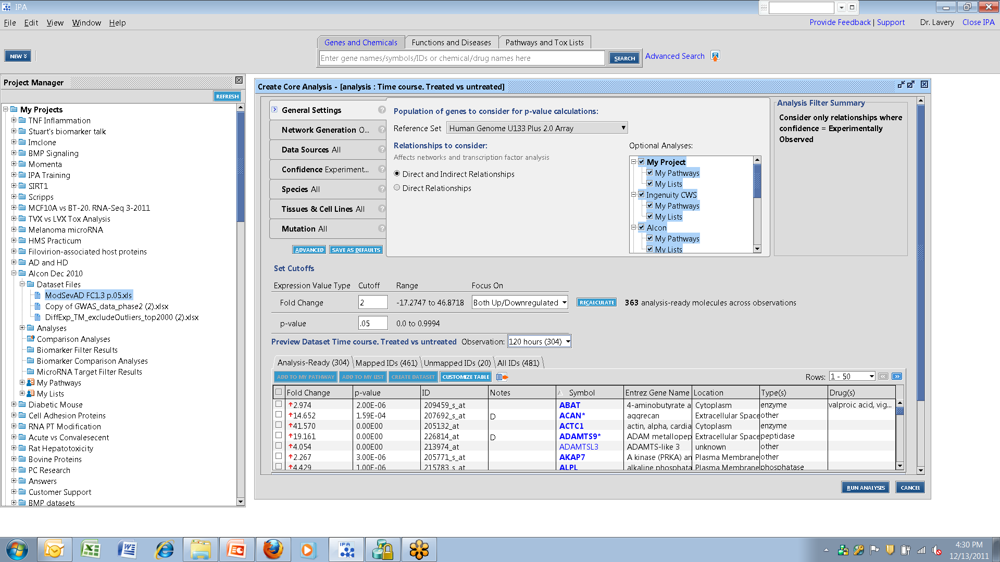 IPA
File Edit View Window Help
Provide Feedback | Support Dr. Lavery Close IPA
Genes and Chemicals Functions and Diseases Pathways and Tox Lists
NEW
Enter gene names/symbols/IDs or chemical/drug names here SEARCH Advanced Search
Project Manager
REFRESH
My Projects
TNF Inflammation
Stuart's biomarker talk
Imclone
BMP Signaling
Momenta
IPA Training
SIRT1
Scripps
MCF10A vs BT-20. RNA-Seq 3-2011
TVX vs LVX Tox Analysis
Melanoma microRNA
HMS Practicum
Filovirion-associated host proteins
AD and HD
Alcon Dec 2010
Dataset Files
ModSevAD FC1.3 p.05.xls
Copy of GWAS_data_phase2 (2).xlsx
DiffExp_TM_excludeOutliers_top2000 (2).xlsx
Analyses
Comparison Analyses
Biomarker Filter Results
Biomarker Comparison Analyses
MicroRNA Target Filter Results
My Pathways
My Lists
Diabetic Mouse
Cell Adhesion Proteins
RNA PT Modification
Acute vs Convalesecent
Rat Hepatotoxicity
Bovine Proteins
PC Research
Answers
Customer Support
BMP datasets
Create Core Analysis - [analysis : Time course. Treated vs untreated]
General Settings ?
Network Generation O... ?
Data Sources All ?
Confidence Experiment... ?
Species All ?
Tissues & Cell Lines All ?
Mutation All ?
ADVANCED SAVE AS DEFAULTS
Population of genes to consider for p-value calculations:
Reference Set Human Genome U133 Plus 2.0 Array
Relationships to consider:
Affects networks and transcription factor analysis
Direct and Indirect Relationships
Direct Relationships
Optional Analyses:
My Project
My Pathways
My Lists
Ingenuity CWS
My Pathways
My Lists
Alcon
My Pathways
My Lists
Analysis Filter Summary
Consider only relationships where
confidence = Experimentally
Observed
Set Cutoffs
Expression Value Type Cutoff Range Focus On
Fold Change 2 -17.2747 to 46.8718 Both Up/Downregulated RECALCULATE 363 analysis-ready molecules across observations
p-value .05 0.0 to 0.9994
Preview Dataset Time course. Treated vs untreated Observation: 120 hours (304)
Analysis-Ready (304) Mapped IDs (461) Unmapped IDs (20) All IDs (481)
ADD TO MY PATHWAY ADD TO MY LIST CREATE DATASET CUSTOMIZE TABLE Rows: 1 - 50
Fold Change p-value ID Notes Symbol Entrez Gene Name Location Type(s) Drug(s)
2.974 2.00E-06 209459_s_at ABAT 4-aminobutyrate a Cytoplasm enzyme valproic acid, vig...
14.652 1.59E-04 207692_s_at D ACAN* aggrecan Extracellular Space other
41.570 0.00E00 205132_at ACTC1 actin, alpha, cardia Cytoplasm enzyme
19.161 0.00E00 226814_at D ADAMTS9* ADAM metallopep Extracellular Space peptidase
4.054 0.00E00 213974_at ADAMTSL3 ADAMTS-like 3 unknown other
2.267 3.00E-06 205771_s_at AKAP7 A kinase (PRKA) an Plasma Membrane other
4.429 1.00E-06 215783_s_at ALPL alkaline phosphata Plasma Membrane phosphatase
RUN ANALYSIS CANCEL
IPA
4:30 PM
12/13/2011